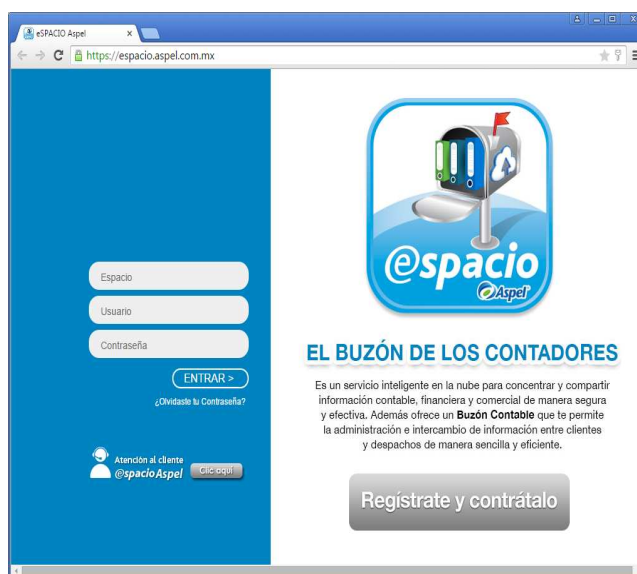 eSPACIO Aspel
https://espacio.aspel.com.mx
Espacio
Usuario
Contraseña
ENTRAR >
¿Olvidaste tu Contraseña?
Atención al cliente
@spacio Aspel
Clic aquí
@spacio
Aspel
EL BUZÓN DE LOS CONTADORES
Es un servicio inteligente en la nube para concentrar y compartir
información contable, financiera y comercial de manera segura
y efectiva. Además ofrece un Buzón Contable que te permite
la administración e intercambio de información entre clientes
y despachos de manera sencilla y eficiente.
Regístrate y contrátalo